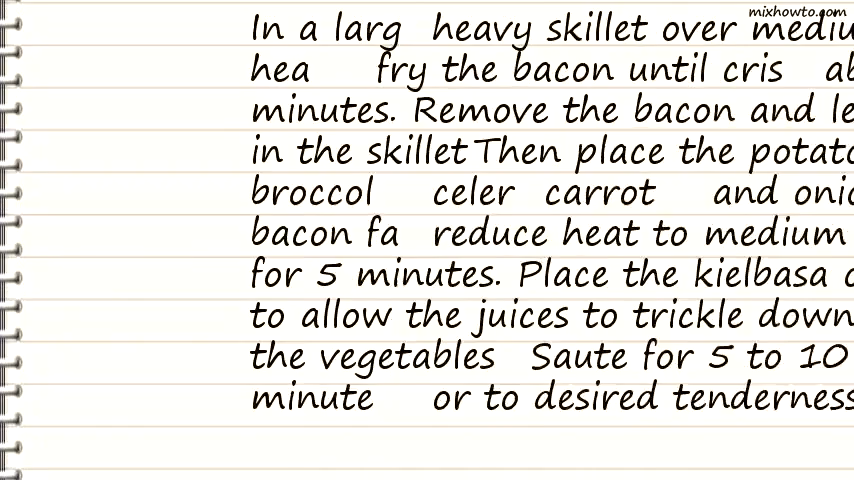 mixhowto.com
In a larg heavy skillet over mediu
hea fry the bacon until cris ab
minutes. Remove the bacon and le
in the skillet Then place the potato
broccol celer carrot and onio
bacon fa reduce heat to medium
for 5 minutes. Place the kielbasa o
to allow the juices to trickle down
the vegetables Saute for 5 to 10
minute or to desired tenderness